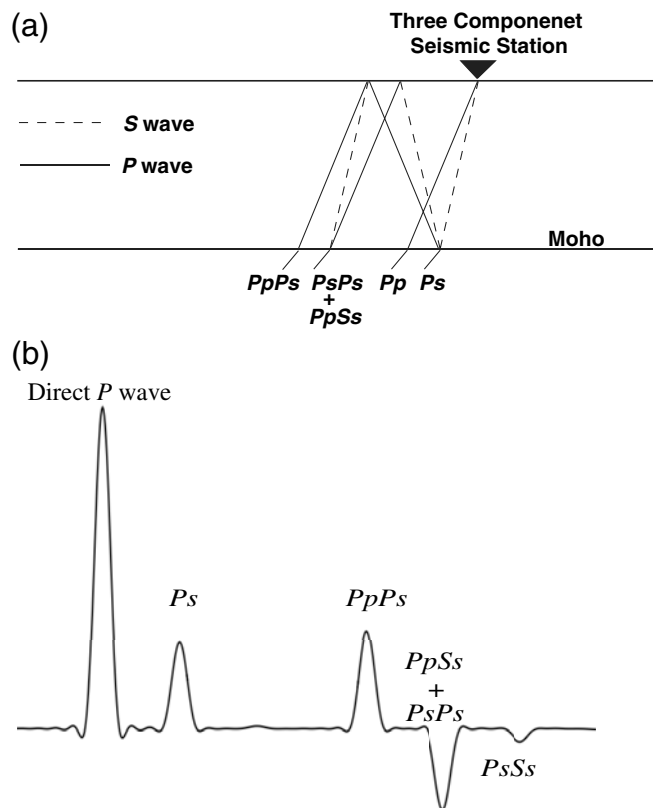 (a)
Three Componenet
Seismic Station
S wave
P wave
Moho
PpPs PsPs Pp Ps
+
PpSs
(b)
Direct P wave
Ps
PpPs
PpSs
+
PsPs
PsSs